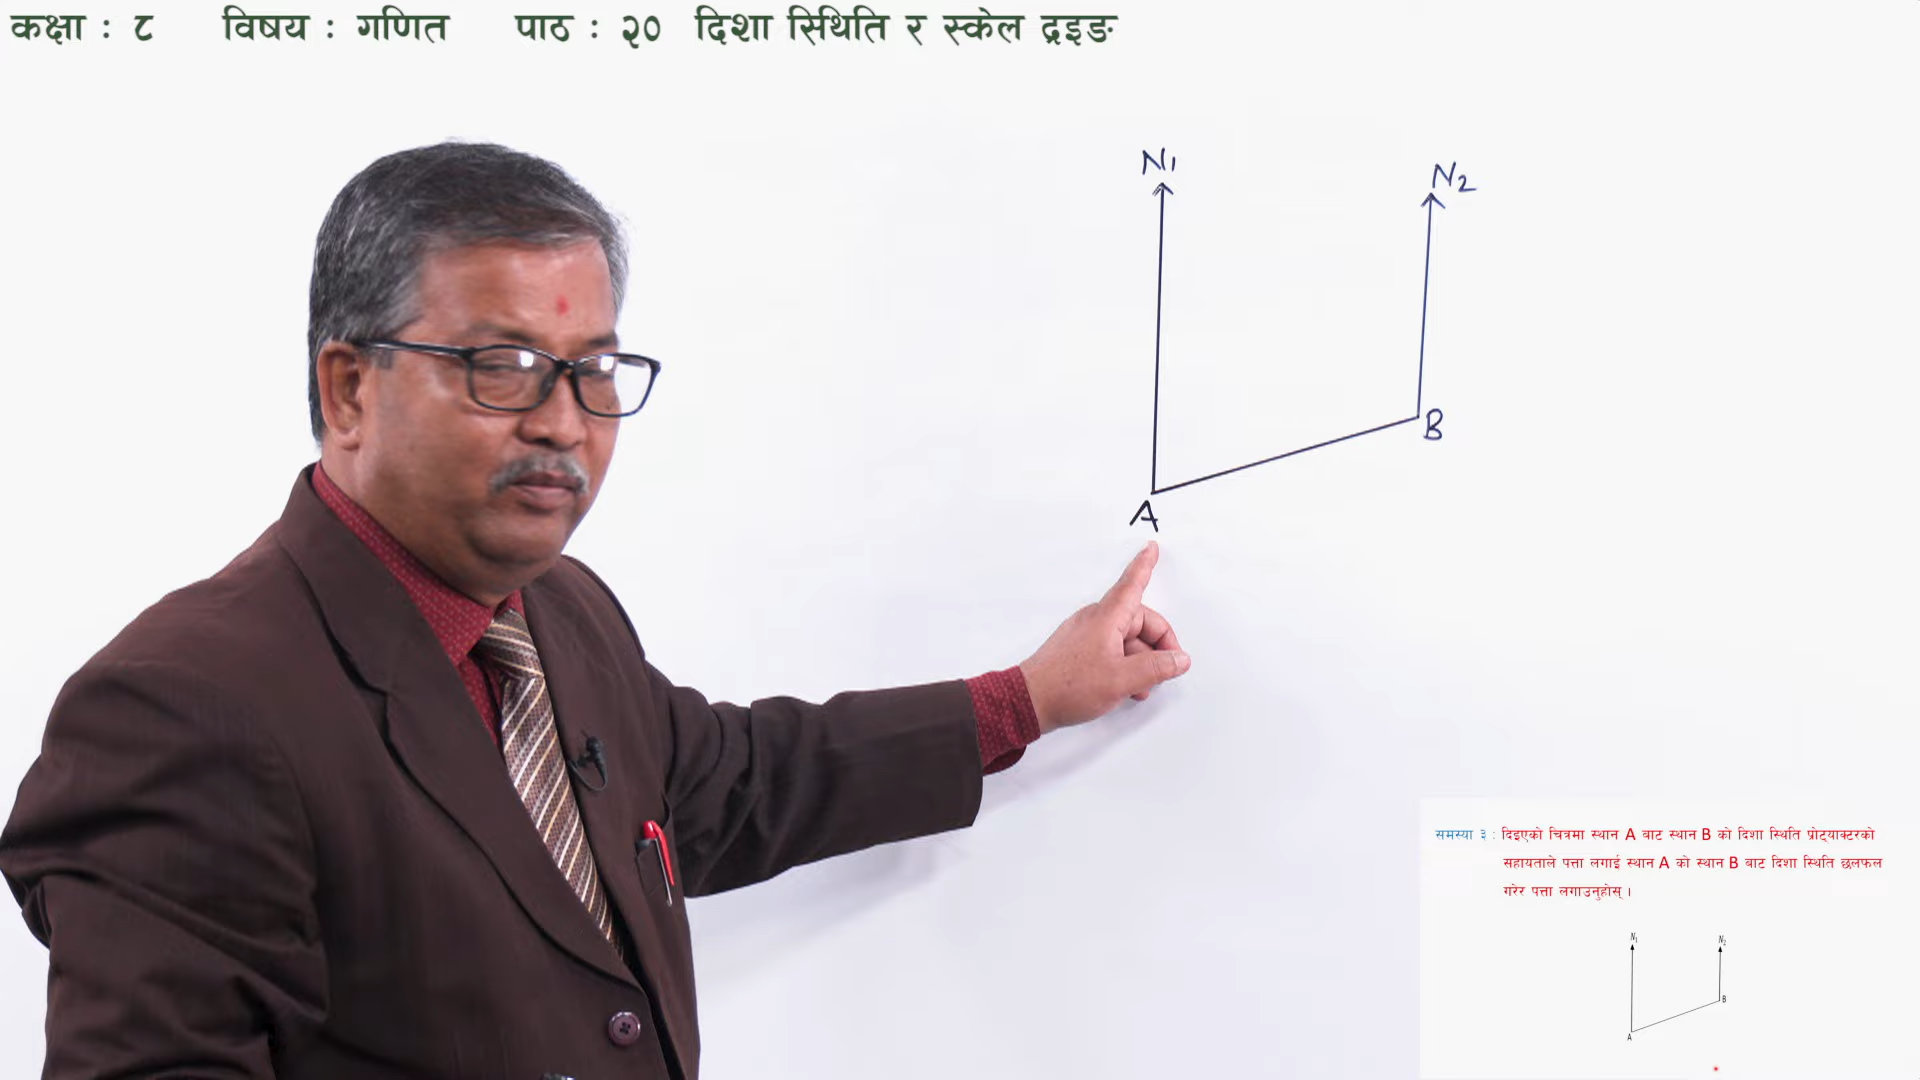 कक्षा : ८ विषय : गणित पाठ : २० दिशा स्थिति र स्केल द्रइङ
N1
N2
B
A
समस्या ३ : दिइएको चित्रमा स्थान A बाट स्थान B को दिशा स्थिति प्रोट्याक्टरको
सहायताले पत्ता लगाई स्थान A को स्थान B बाट दिशा स्थिति छलफल
गरेर पत्ता लगाउनुहोस् ।
N1
N2
B
A